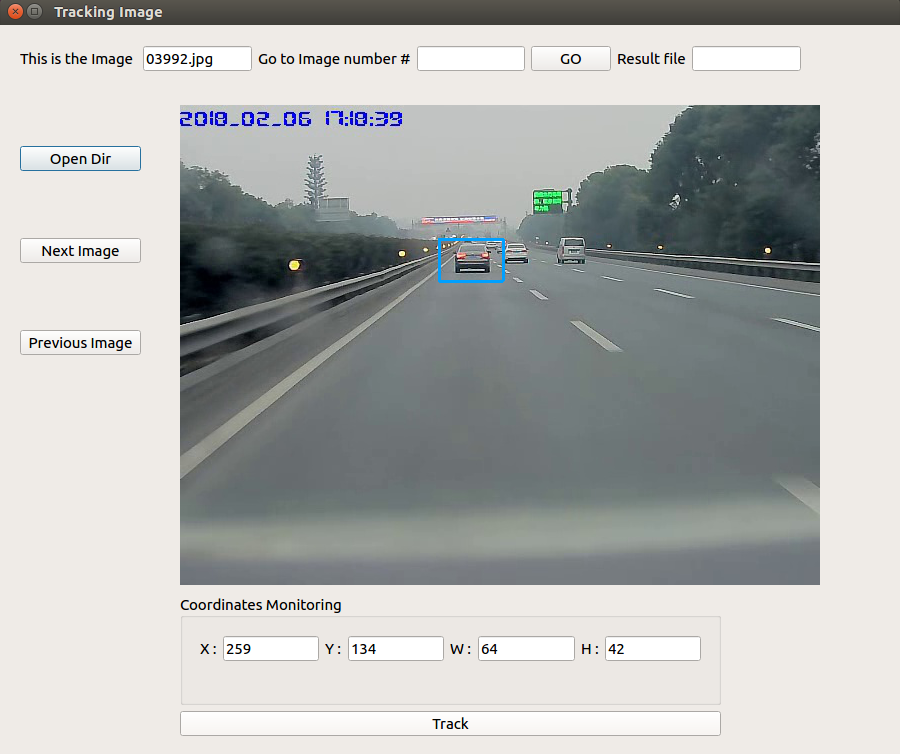 Tracking Image
This is the Image 03992.jpg Go to Image number # GO Result file
2018_02_06 17:18:39
Open Dir
Next Image
Previous Image
Coordinates Monitoring
X : 259 Y : 134 W : 64 H : 42
Track